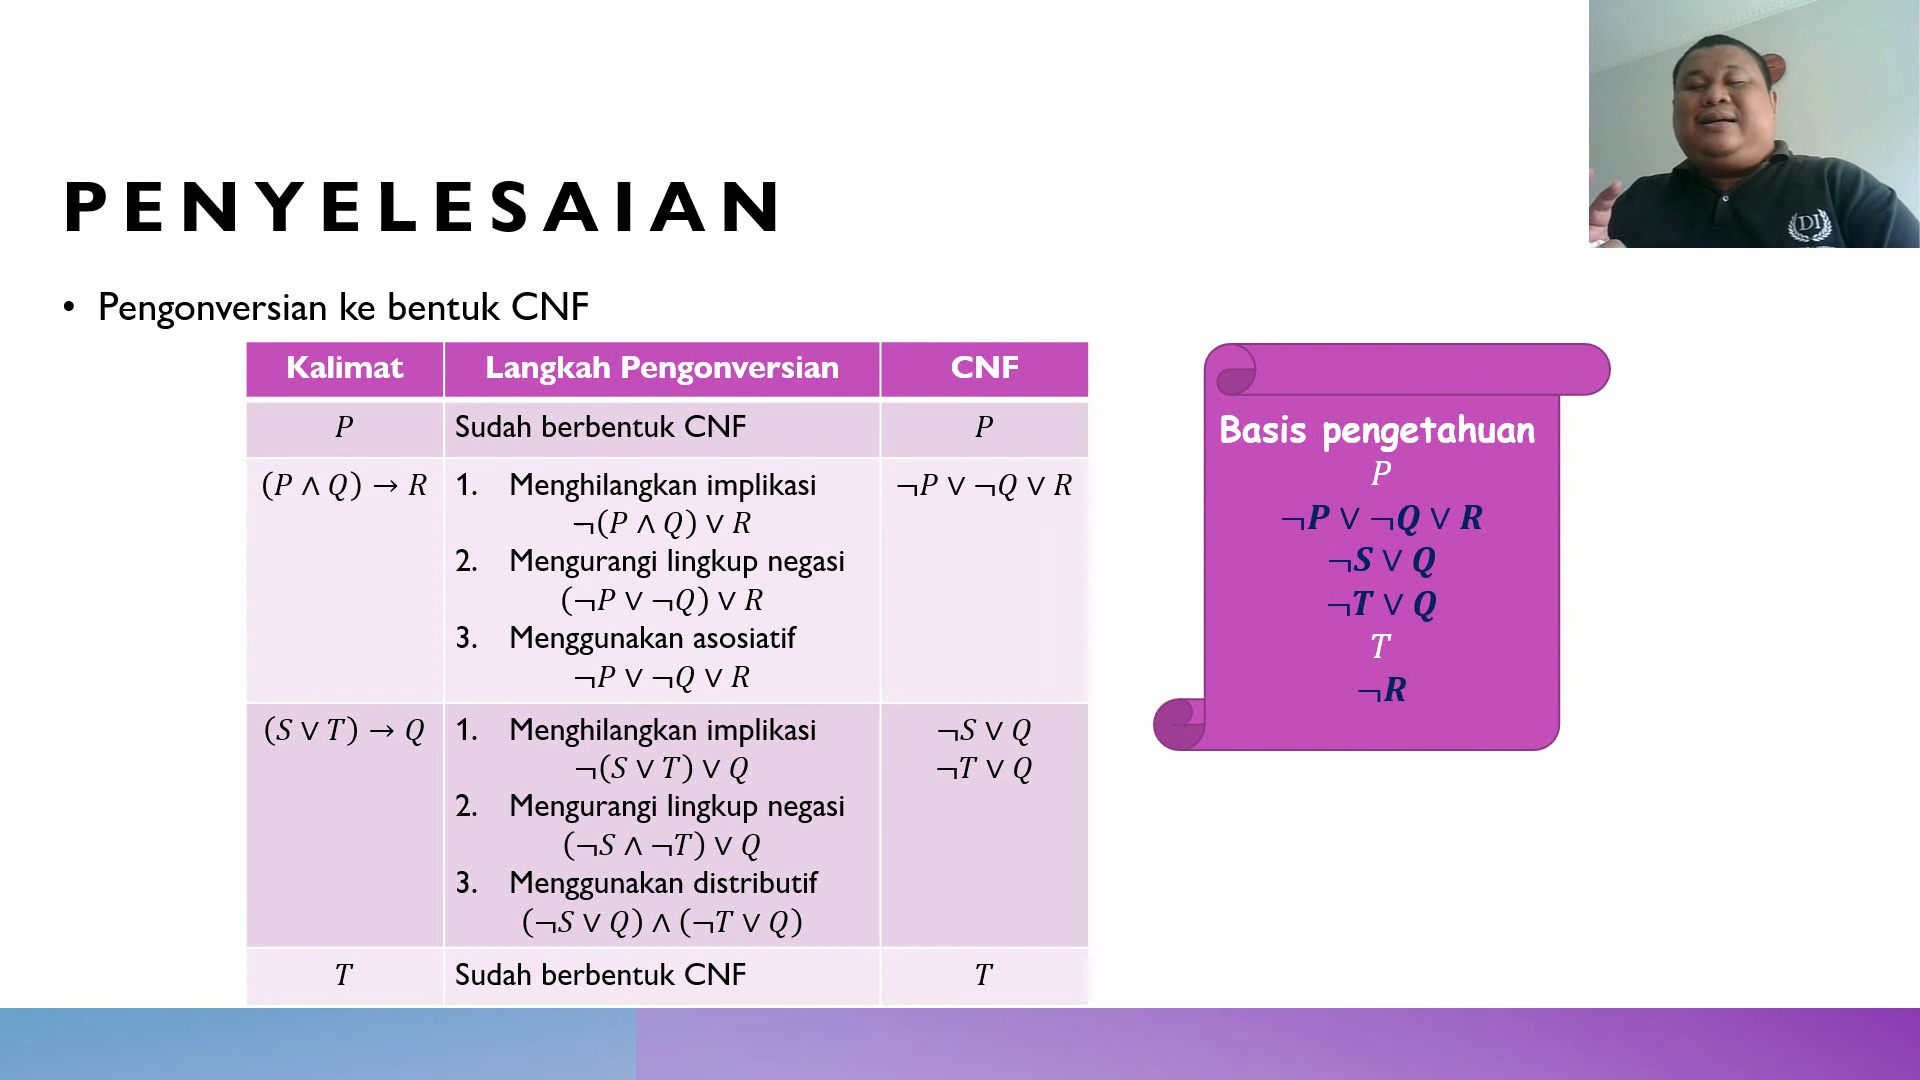 PENYELESAIAN
• Pengonversian ke bentuk CNF
Kalimat Langkah Pengonversian CNF
P Sudah berbentuk CNF P
(P ∧ Q) → R 1. Menghilangkan implikasi ¬P ∨ ¬Q ∨ R
¬(P ∧ Q) ∨ R
2. Mengurangi lingkup negasi
(¬P ∨ ¬Q) ∨ R
3. Menggunakan asosiatif
¬P ∨ ¬Q ∨ R
(S ∨ T) → Q 1. Menghilangkan implikasi ¬S ∨ Q
¬(S ∨ T) ∨ Q ¬T ∨ Q
2. Mengurangi lingkup negasi
(¬S ∧ ¬T) ∨ Q
3. Menggunakan distributif
(¬S ∨ Q) ∧ (¬T ∨ Q)
T Sudah berbentuk CNF T
Basis pengetahuan
P
¬P ∨ ¬Q ∨ R
¬S ∨ Q
¬T ∨ Q
T
¬R
DI